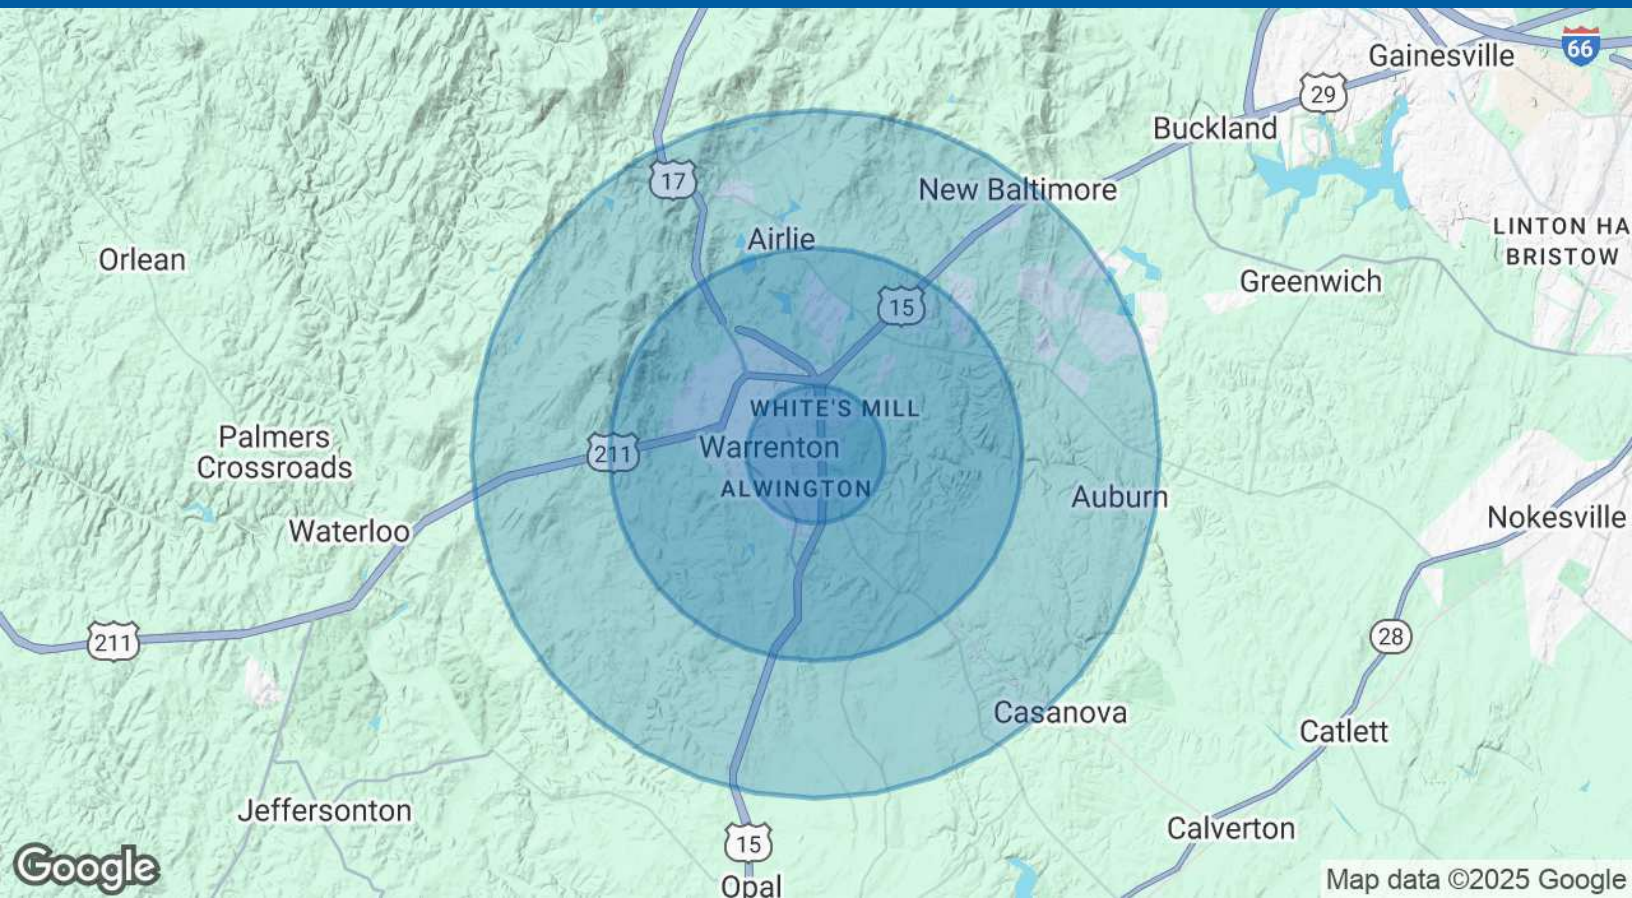 66
Gainesville
29
Buckland
17
New Baltimore
LINTON HA
BRISTOW
Airlie
Orlean
Greenwich
15
WHITE'S MILL
Palmers
Crossroads
211
Warrenton
ALWINGTON
Auburn
Waterloo
Nokesville
211
28
Casanova
Catlett
Jeffersonton
Calverton
15
Opal
Google
Map data ©2025 Google